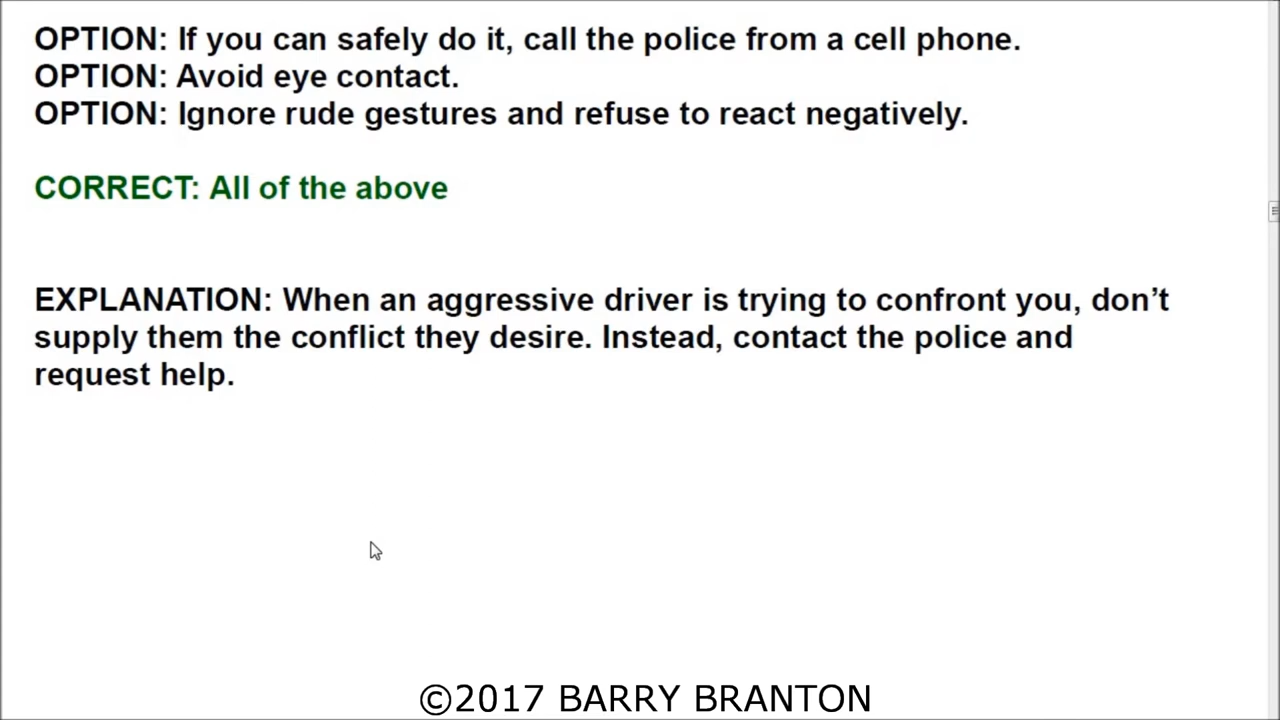 OPTION: If you can safely do it, call the police from a cell phone.
OPTION: Avoid eye contact.
OPTION: Ignore rude gestures and refuse to react negatively.
CORRECT: All of the above
EXPLANATION: When an aggressive driver is trying to confront you, don’t
supply them the conflict they desire. Instead, contact the police and
request help.
©2017 BARRY BRANTON